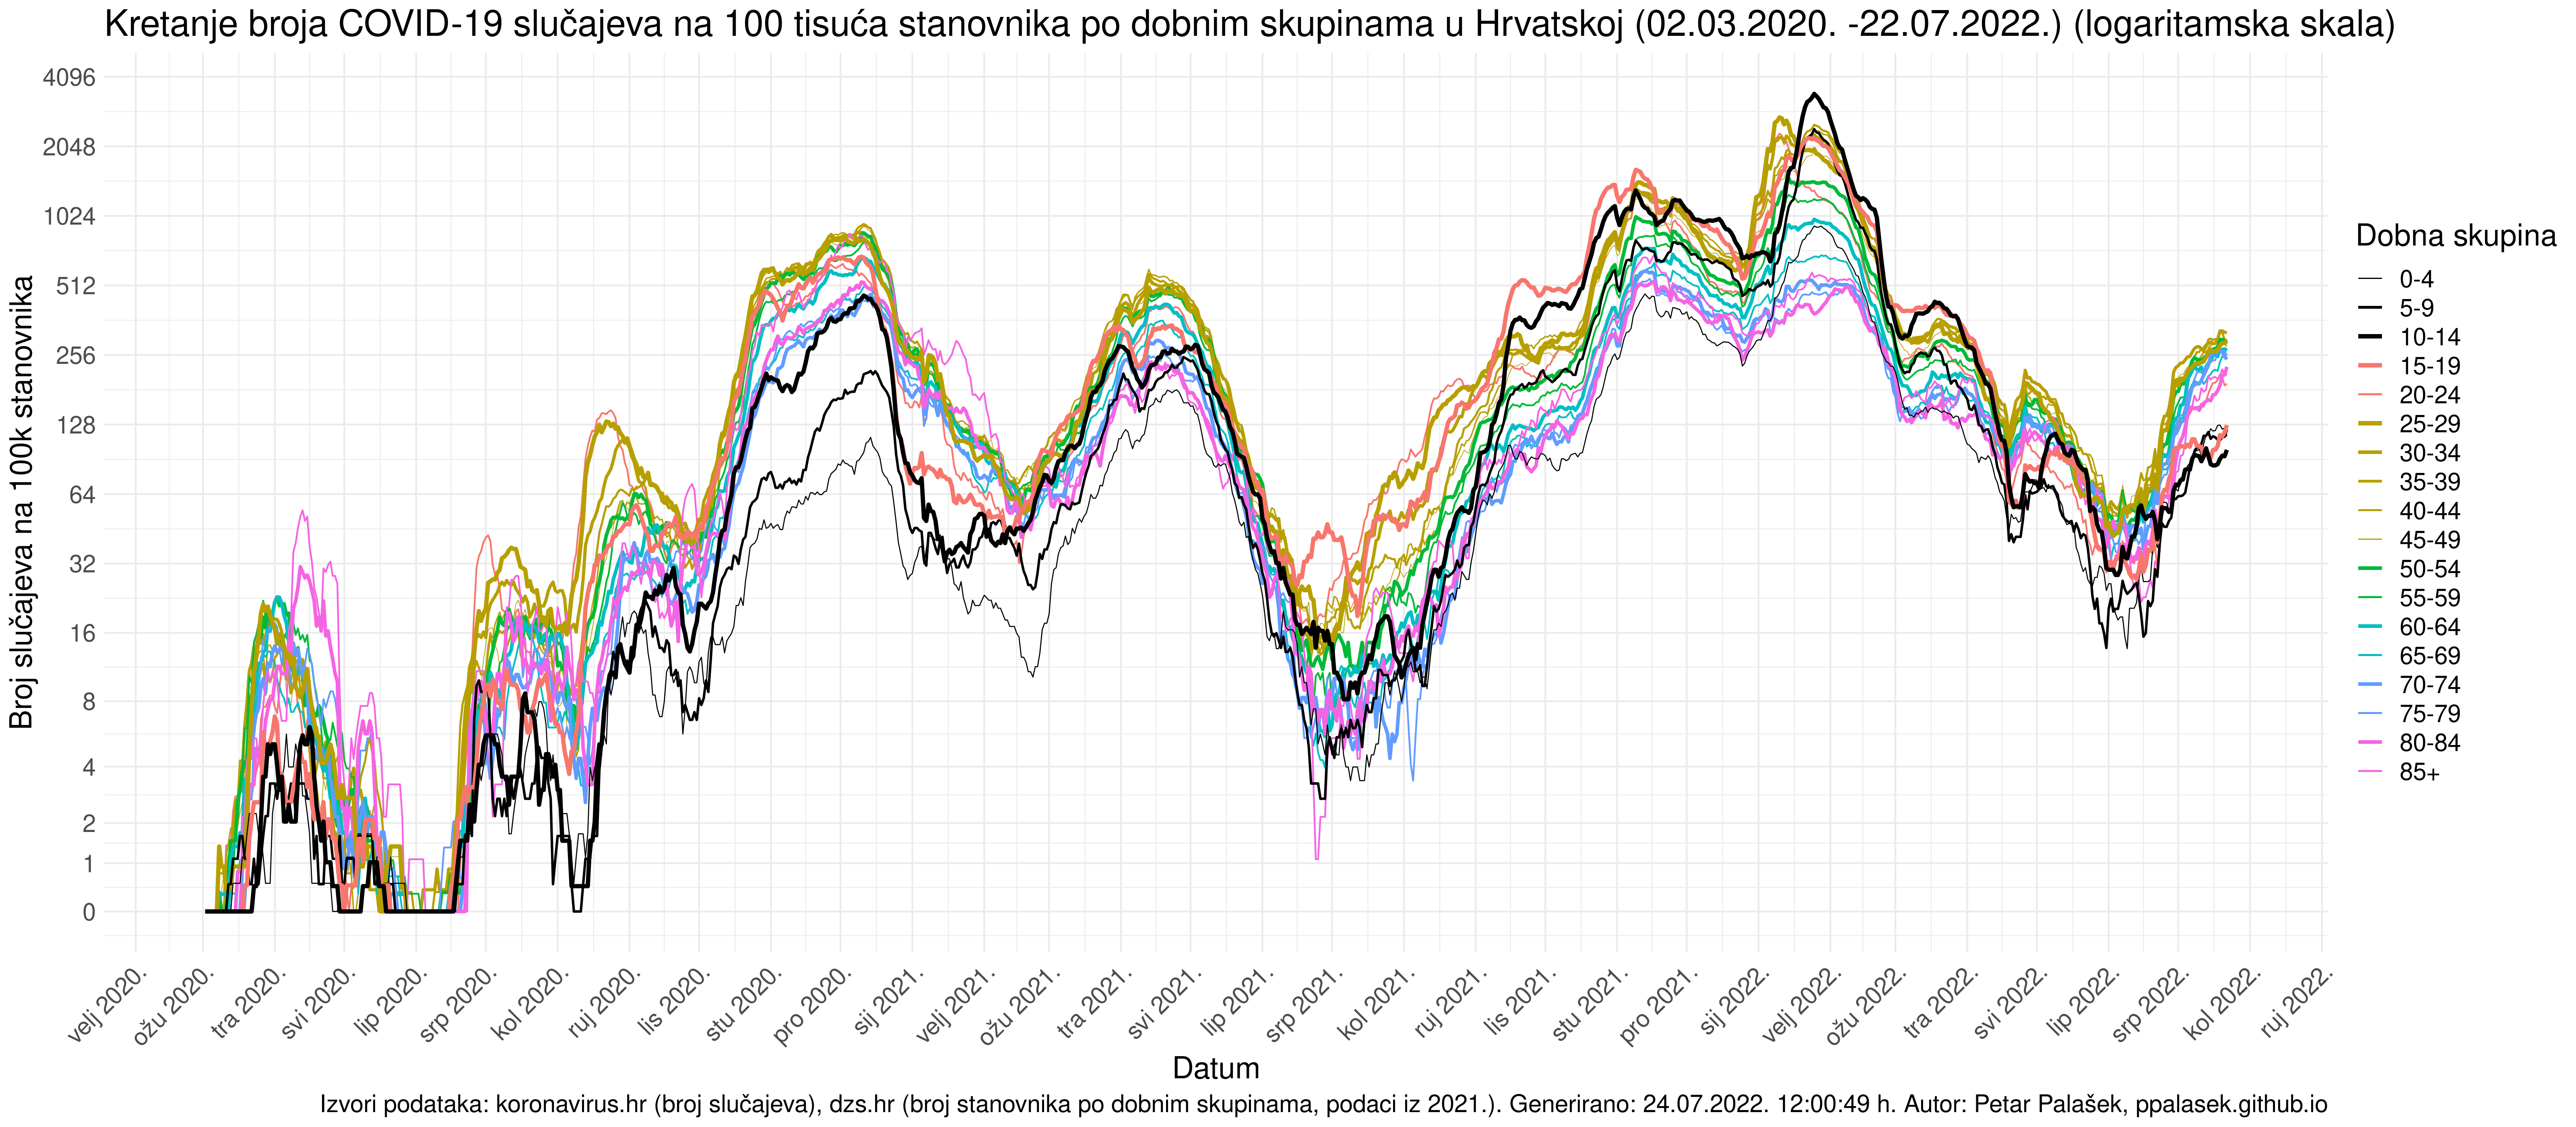 Kretanje broja COVID-19 slučajeva na 100 tisuća stanovnika po dobnim skupinama u Hrvatskoj (02.03.2020. -22.07.2022.) (logaritamska skala)
Broj slučajeva na 100k stanovnika
4096
2048
1024
512
256
128
64
32
16
8
4
2
1
0
velj 2020.
ožu 2020.
tra 2020.
svi 2020.
lip 2020.
srp 2020.
kol 2020.
ruj 2020.
lis 2020.
stu 2020.
pro 2020.
sij 2021.
velj 2021.
ožu 2021.
tra 2021.
svi 2021.
lip 2021.
srp 2021.
kol 2021.
ruj 2021.
lis 2021.
stu 2021.
pro 2021.
sij 2022.
velj 2022.
ožu 2022.
tra 2022.
svi 2022.
lip 2022.
srp 2022.
kol 2022.
ruj 2022.
Datum
Dobna skupina
0-4
5-9
10-14
15-19
20-24
25-29
30-34
35-39
40-44
45-49
50-54
55-59
60-64
65-69
70-74
75-79
80-84
85+
Izvori podataka: koronavirus.hr (broj slučajeva), dzs.hr (broj stanovnika po dobnim skupinama, podaci iz 2021.). Generirano: 24.07.2022. 12:00:49 h. Autor: Petar Palašek, ppalasek.github.io